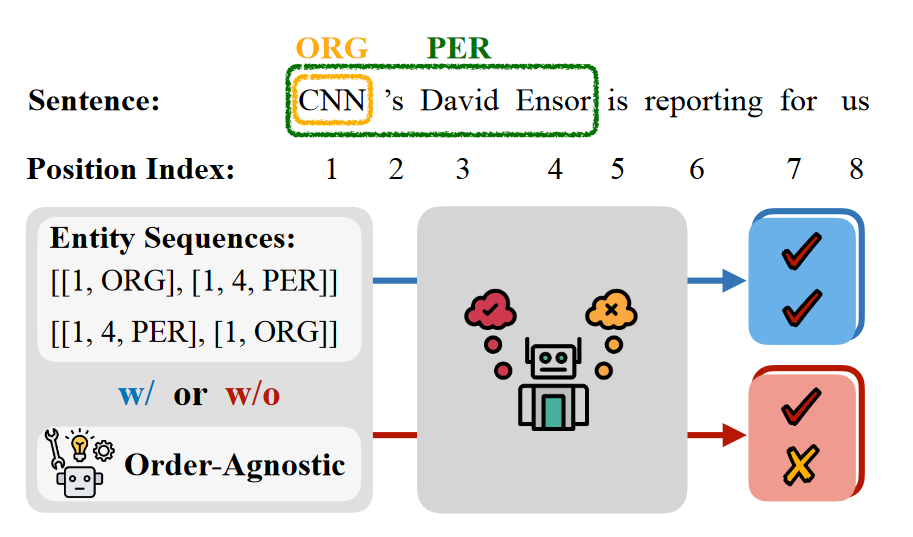 ORG PER
Sentence: CNN 's David Ensor is reporting for us
Position Index: 1 2 3 4 5 6 7 8
Entity Sequences:
[[1, ORG], [1, 4, PER]]
[[1, 4, PER], [1, ORG]]
w/ or w/o
Order-Agnostic